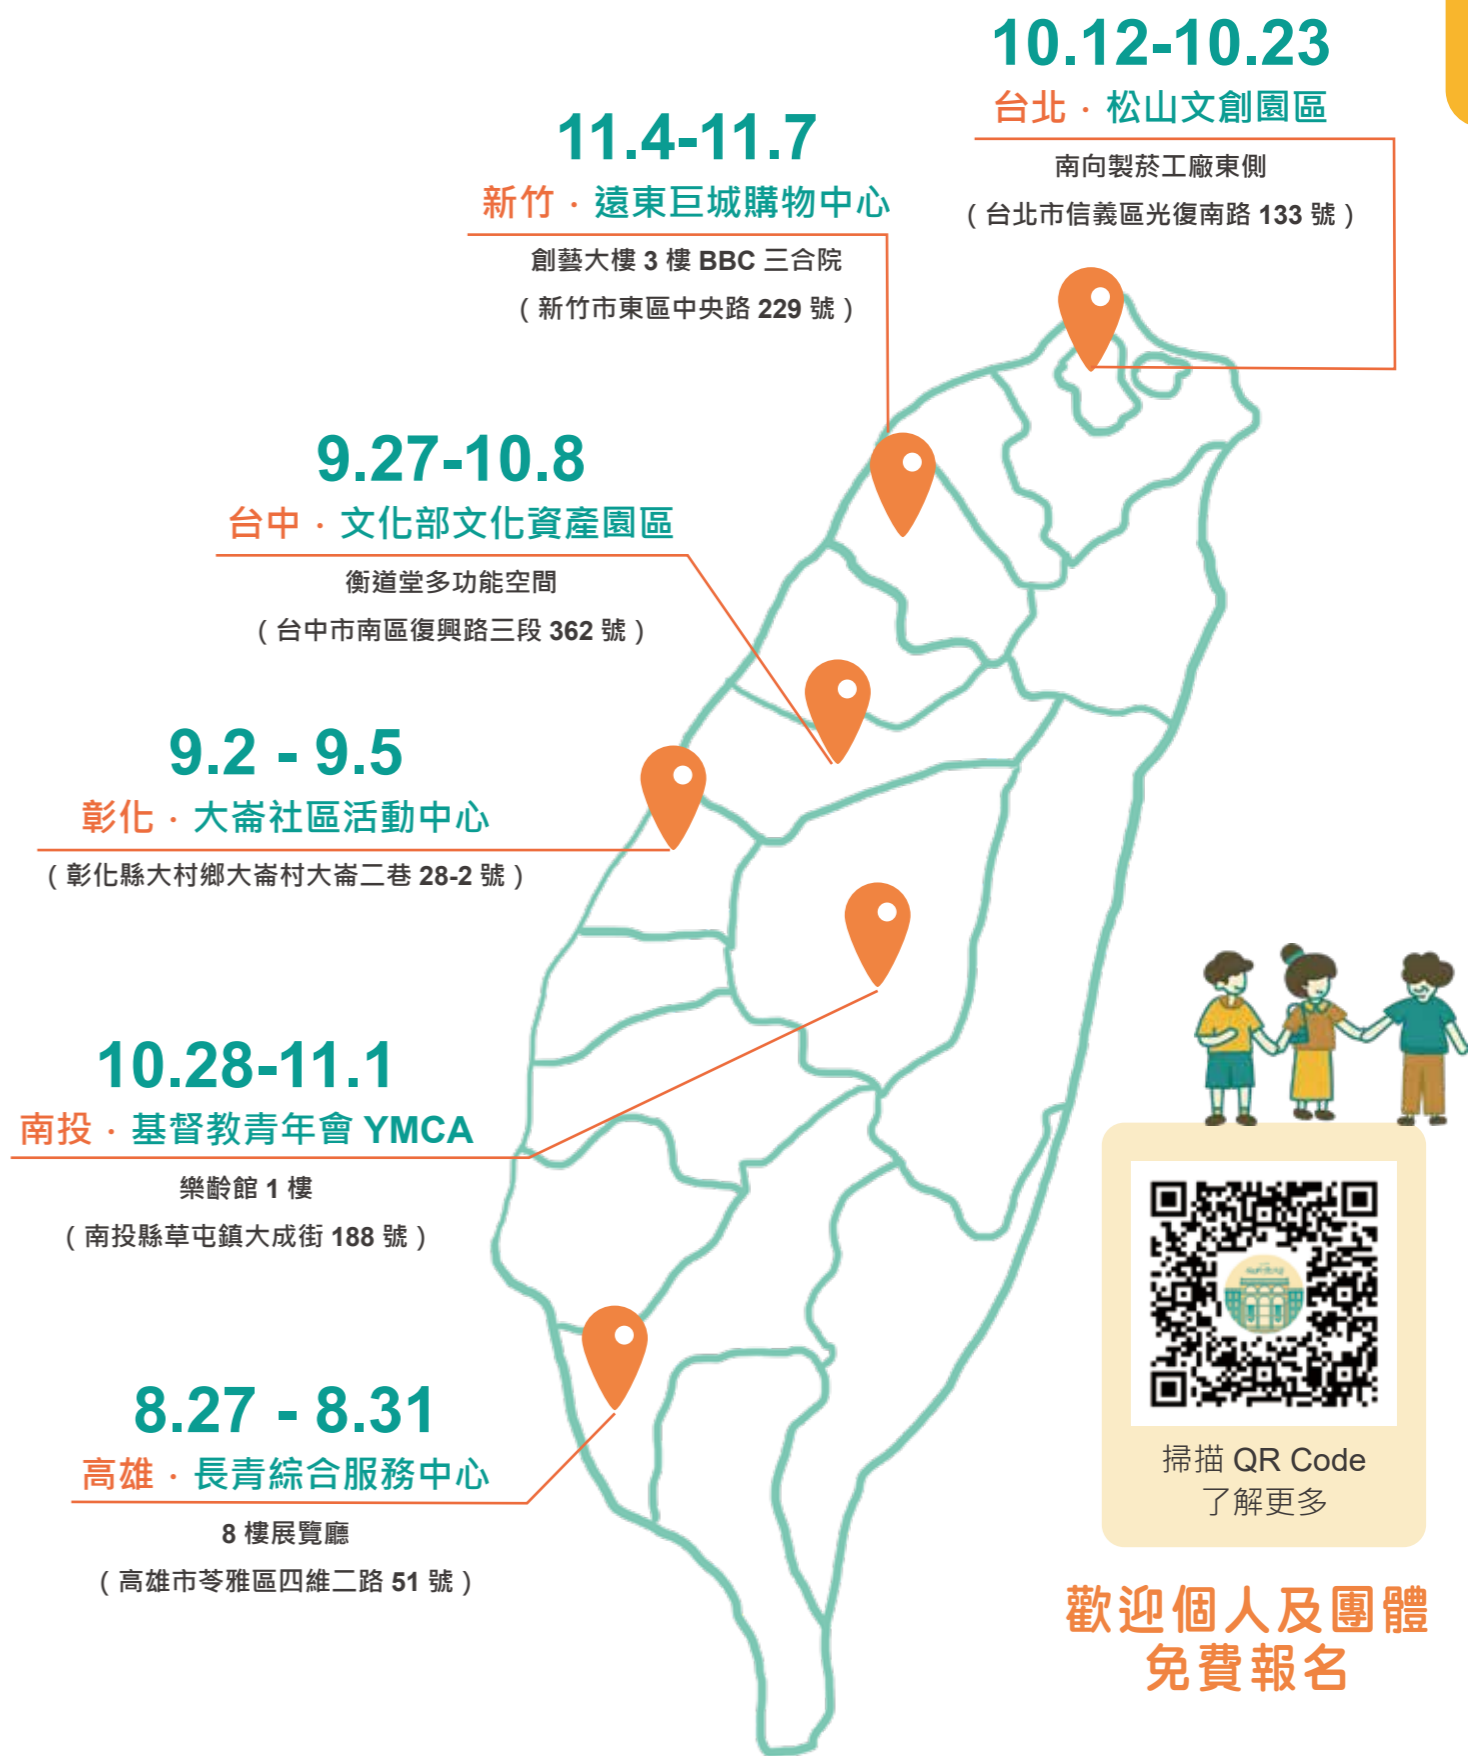 10.12-10.23
台北．松山文創園區
南向製菸工廠東側
（台北市信義區光復南路 133 號）
11.4-11.7
新竹．遠東巨城購物中心
創藝大樓 3 樓 BBC 三合院
（新竹市東區中央路 229 號）
9.27-10.8
台中．文化部文化資產園區
衡道堂多功能空間
（台中市南區復興路三段 362 號）
9.2 - 9.5
彰化．大崙社區活動中心
（彰化縣大村鄉大崙村大崙二巷 28-2 號）
10.28-11.1
南投．基督教青年會 YMCA
樂齡館 1 樓
（南投縣草屯鎮大成街 188 號）
8.27 - 8.31
高雄．長青綜合服務中心
8 樓展覽廳
（高雄市苓雅區四維二路 51 號）
掃描 QR Code
了解更多
歡迎個人及團體
免費報名